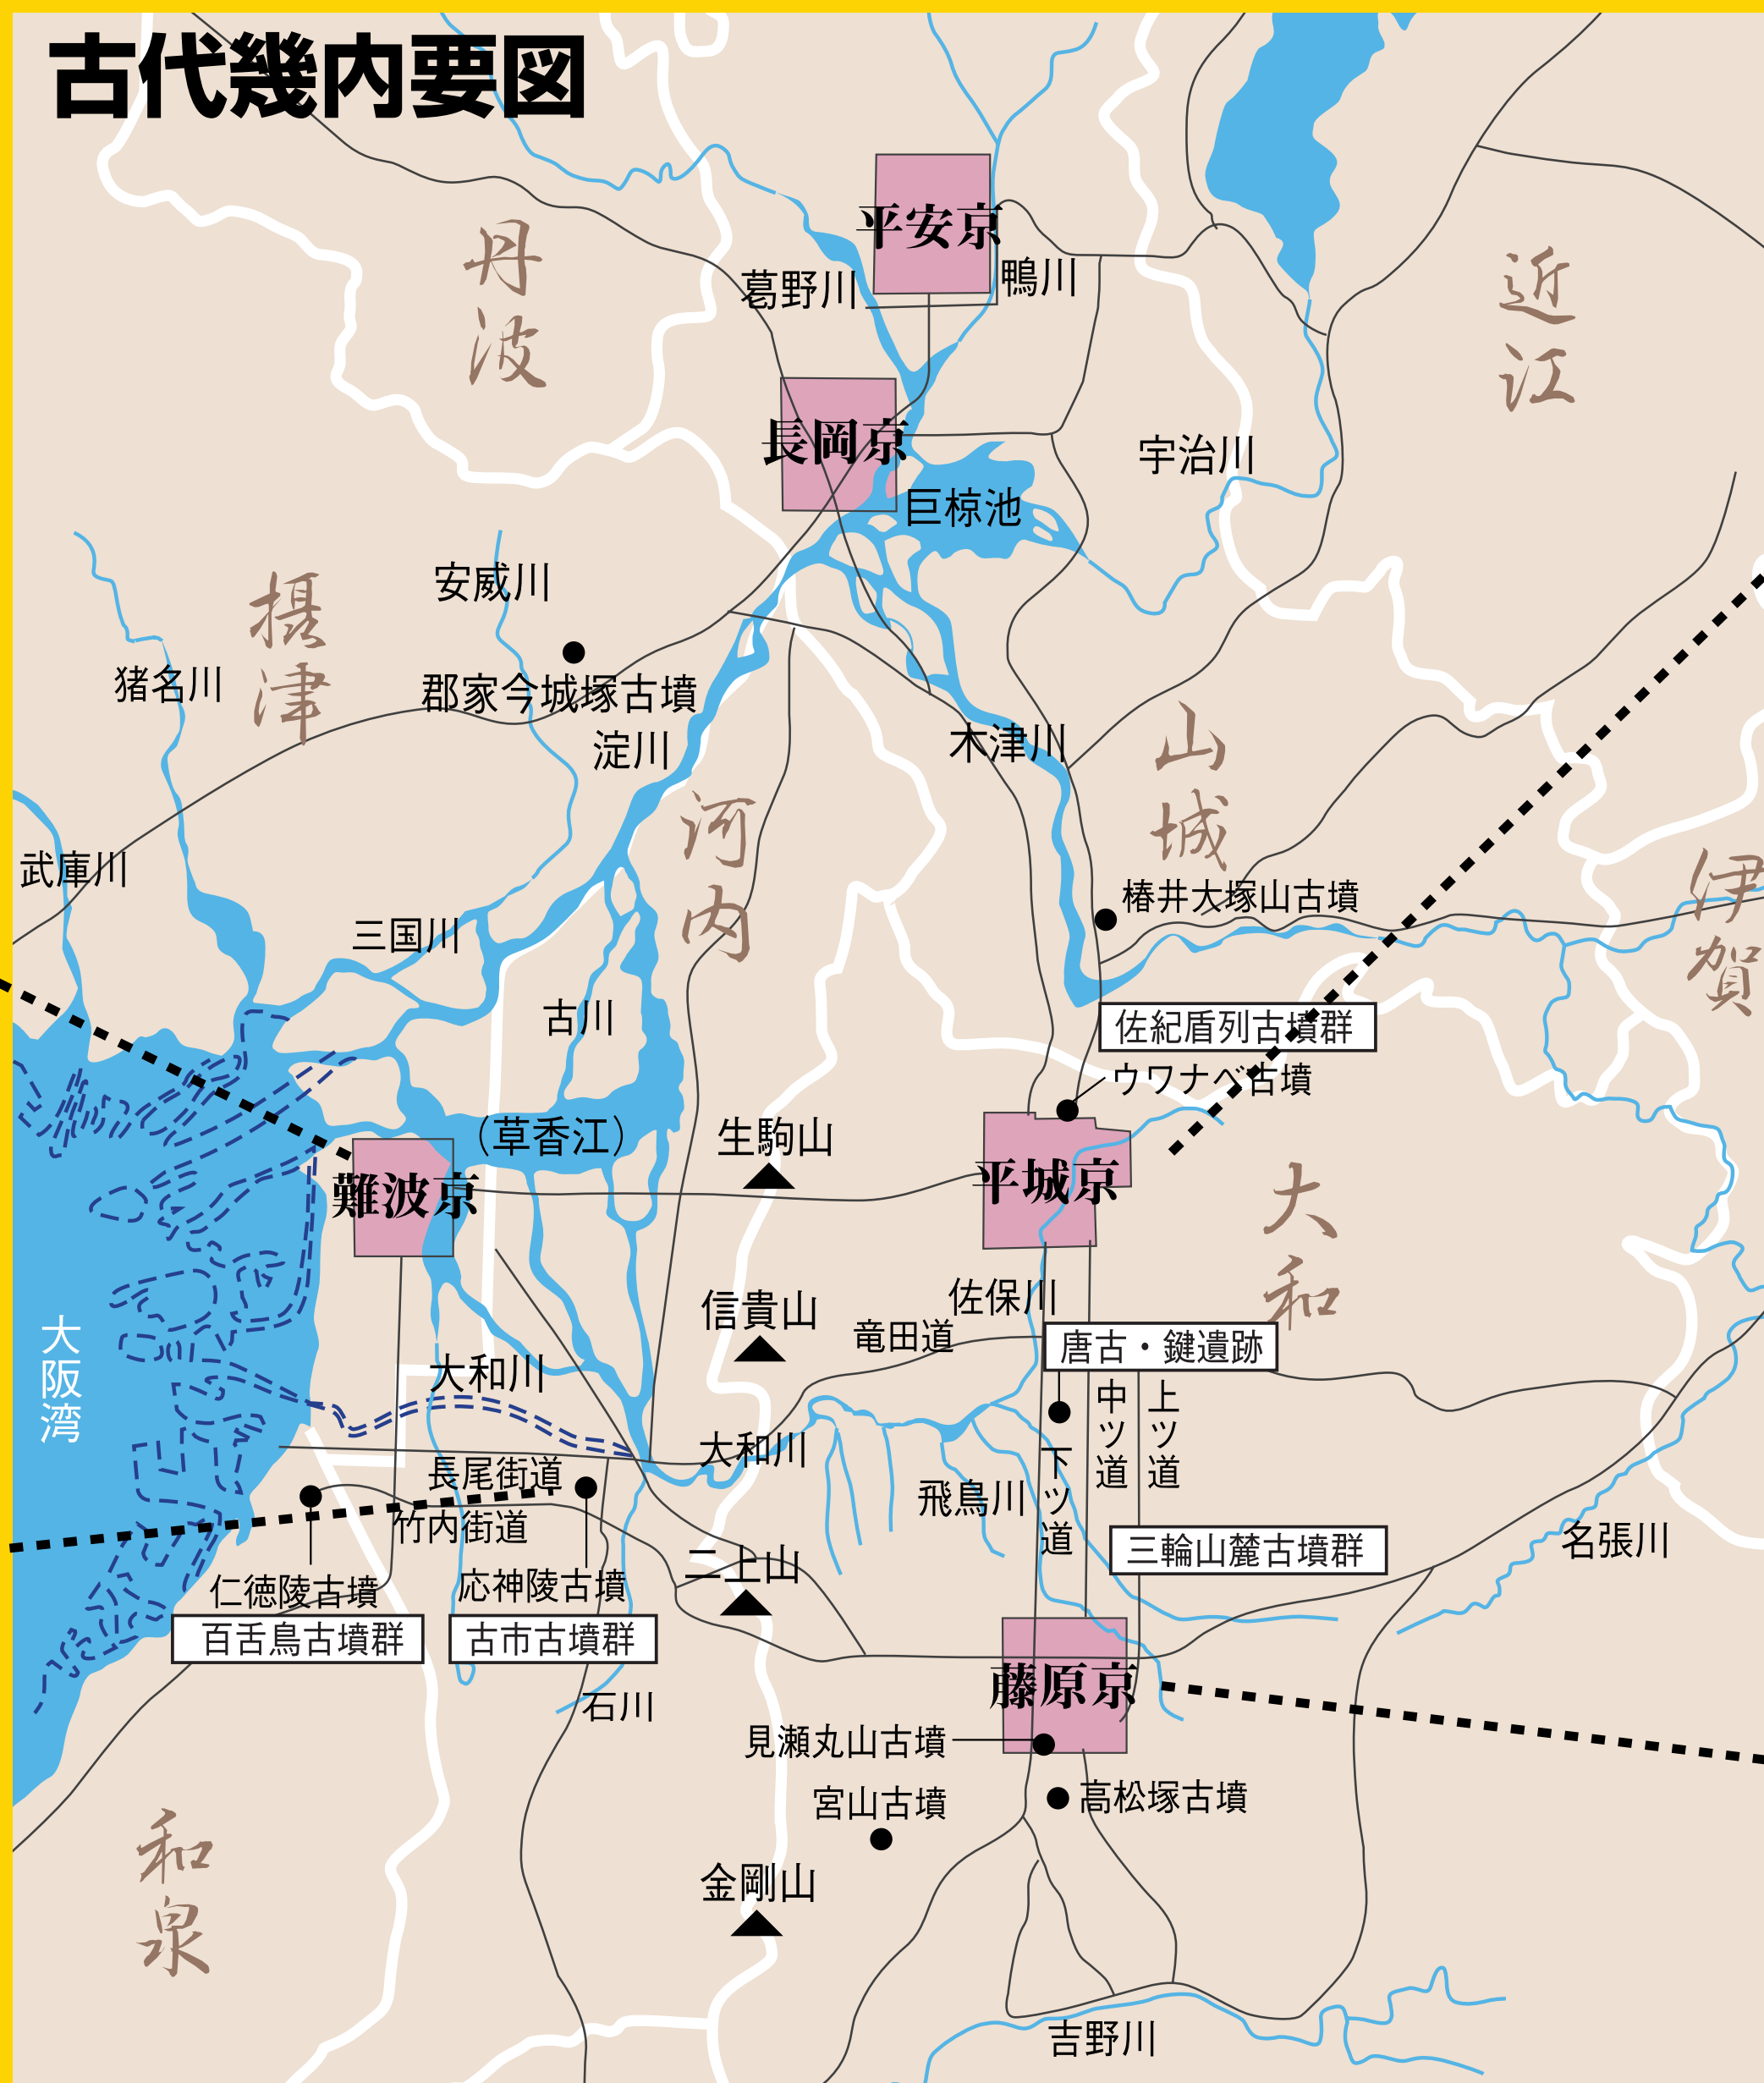 古代幾内要図
平安京
葛野川
鴨川
丹波
近江
長岡京
宇治川
巨椋池
安威川
摂津
猪名川
郡家今城塚古墳
淀川
木津川
山城
河内
武庫川
椿井大塚山古墳
伊賀
三国川
古川
佐紀盾列古墳群
ウワナベ古墳
（草香江）
生駒山
難波京
平城京
大和
佐保川
信貴山
竜田道
唐古・鍵遺跡
大阪湾
大和川
中ツ道
上ツ道
下ツ道
大和川
長尾街道
飛鳥川
竹内街道
三輪山麓古墳群
名張川
二上山
仁徳陵古墳
応神陵古墳
百舌鳥古墳群
古市古墳群
藤原京
石川
見瀬丸山古墳
宮山古墳
高松塚古墳
和泉
金剛山
吉野川